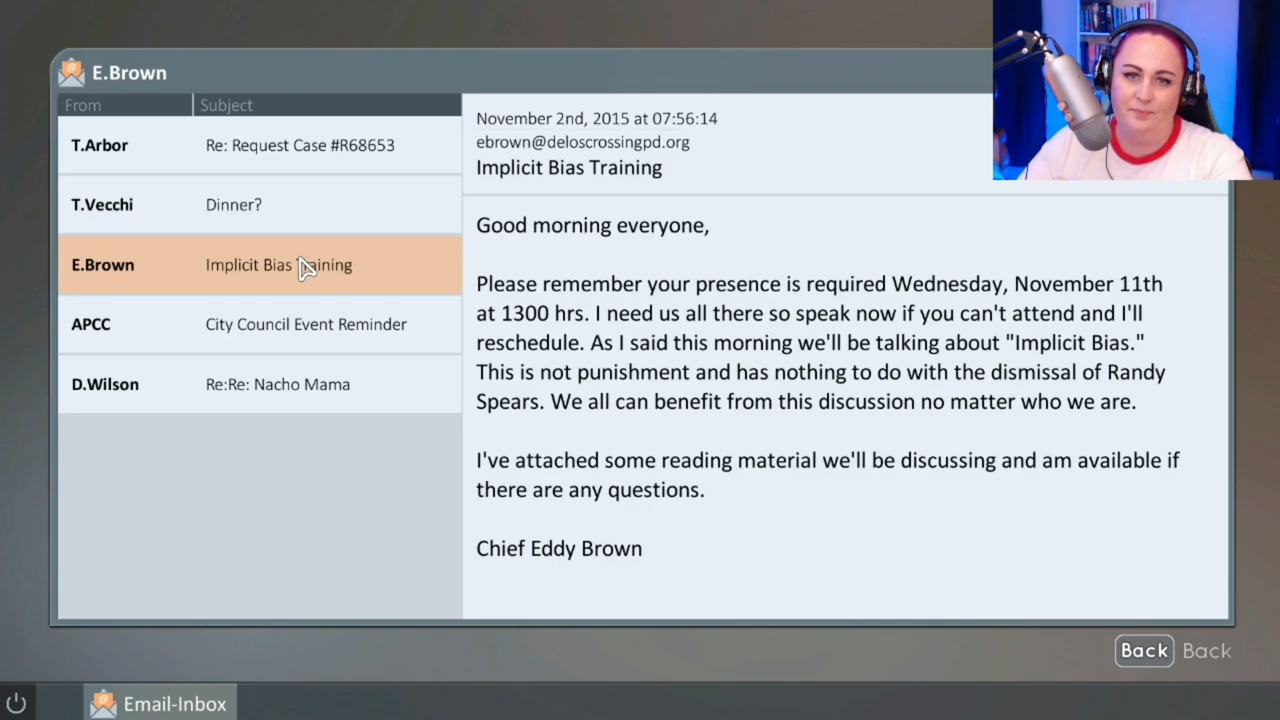 E.Brown
From Subject
T.Arbor Re: Request Case #R68653
T.Vecchi Dinner?
E.Brown Implicit Bias Training
APCC City Council Event Reminder
D.Wilson Re:Re: Nacho Mama
November 2nd, 2015 at 07:56:14
ebrown@deloscrossingpd.org
Implicit Bias Training
Good morning everyone,
Please remember your presence is required Wednesday, November 11th
at 1300 hrs. I need us all there so speak now if you can't attend and I'll
reschedule. As I said this morning we'll be talking about "Implicit Bias."
This is not punishment and has nothing to do with the dismissal of Randy
Spears. We all can benefit from this discussion no matter who we are.
I've attached some reading material we'll be discussing and am available if
there are any questions.
Chief Eddy Brown
Back Back
Email-Inbox